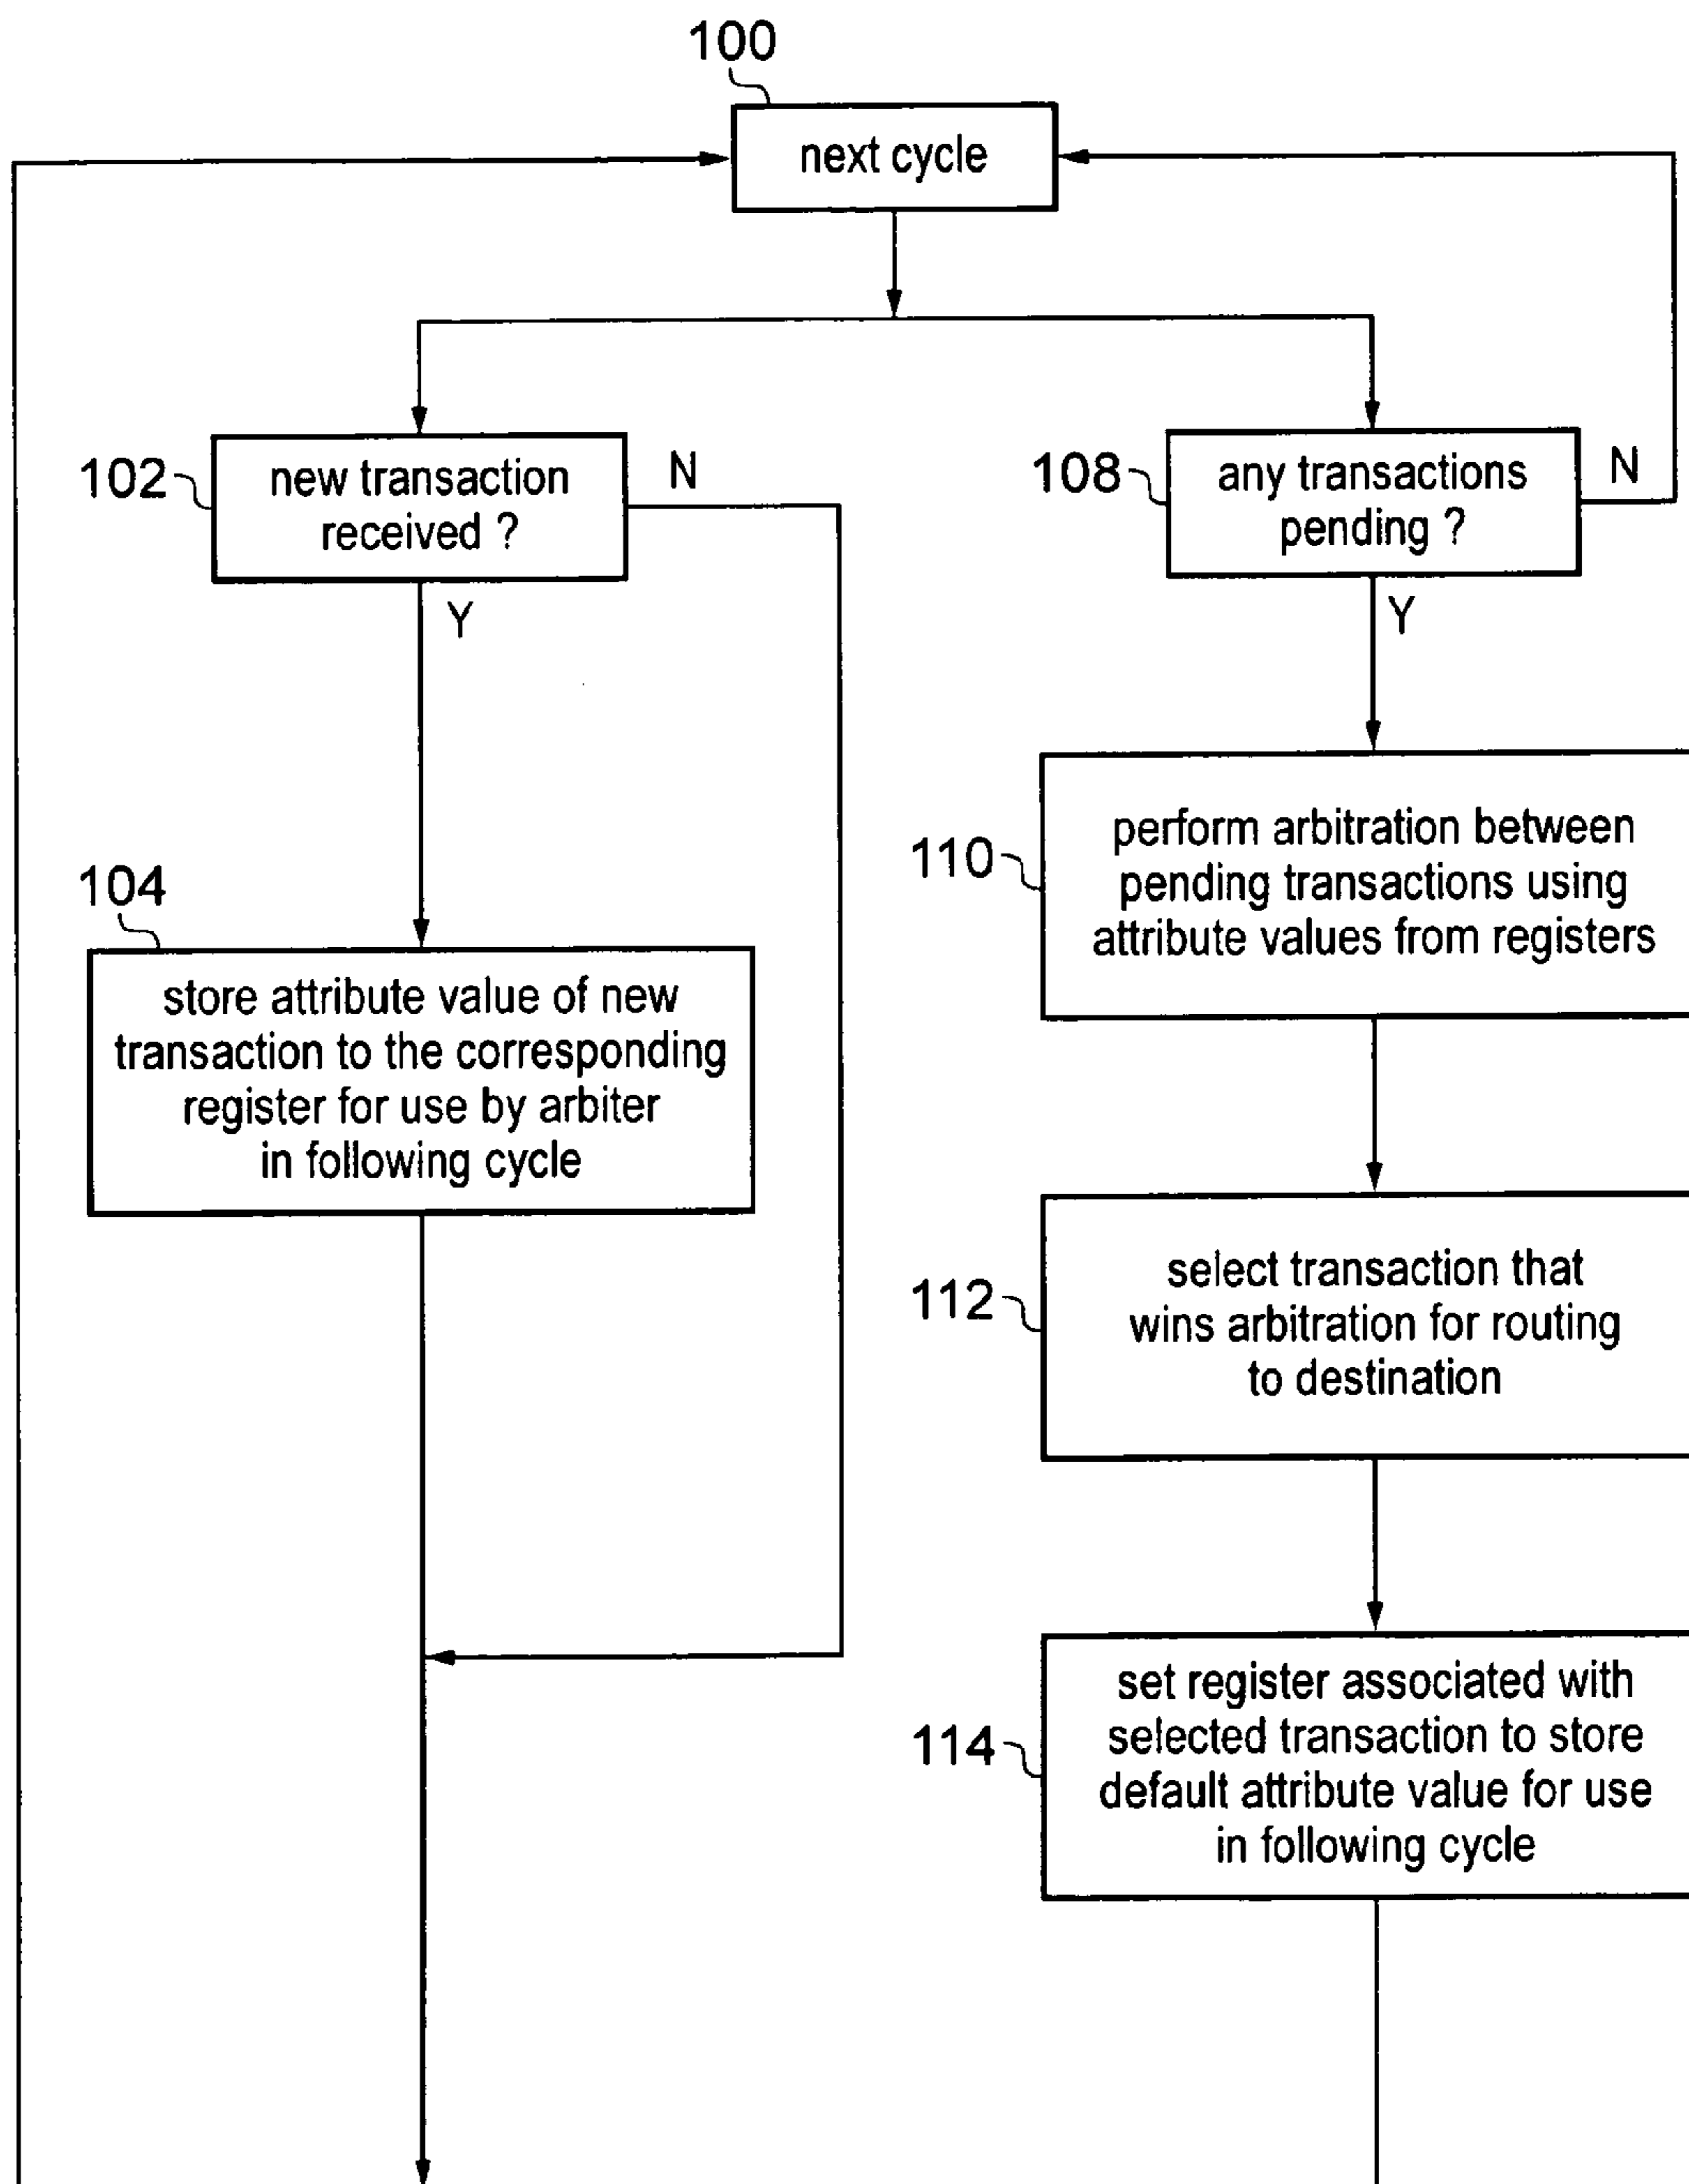 100
next cycle
102
new transaction
received ?
N
Y
104
store attribute value of new
transaction to the corresponding
register for use by arbiter
in following cycle
108
any transactions
pending ?
N
Y
110
perform arbitration between
pending transactions using
attribute values from registers
112
select transaction that
wins arbitration for routing
to destination
114
set register associated with
selected transaction to store
default attribute value for use
in following cycle